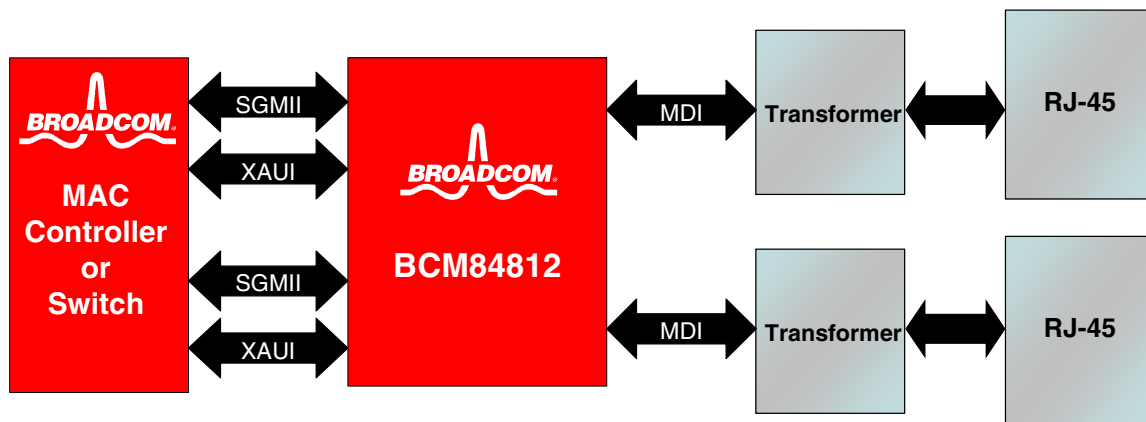 BROADCOM®
MAC
Controller
or
Switch
SGMII
XAUI
SGMII
XAUI
BROADCOM®
BCM84812
MDI
Transformer
RJ-45
MDI
Transformer
RJ-45